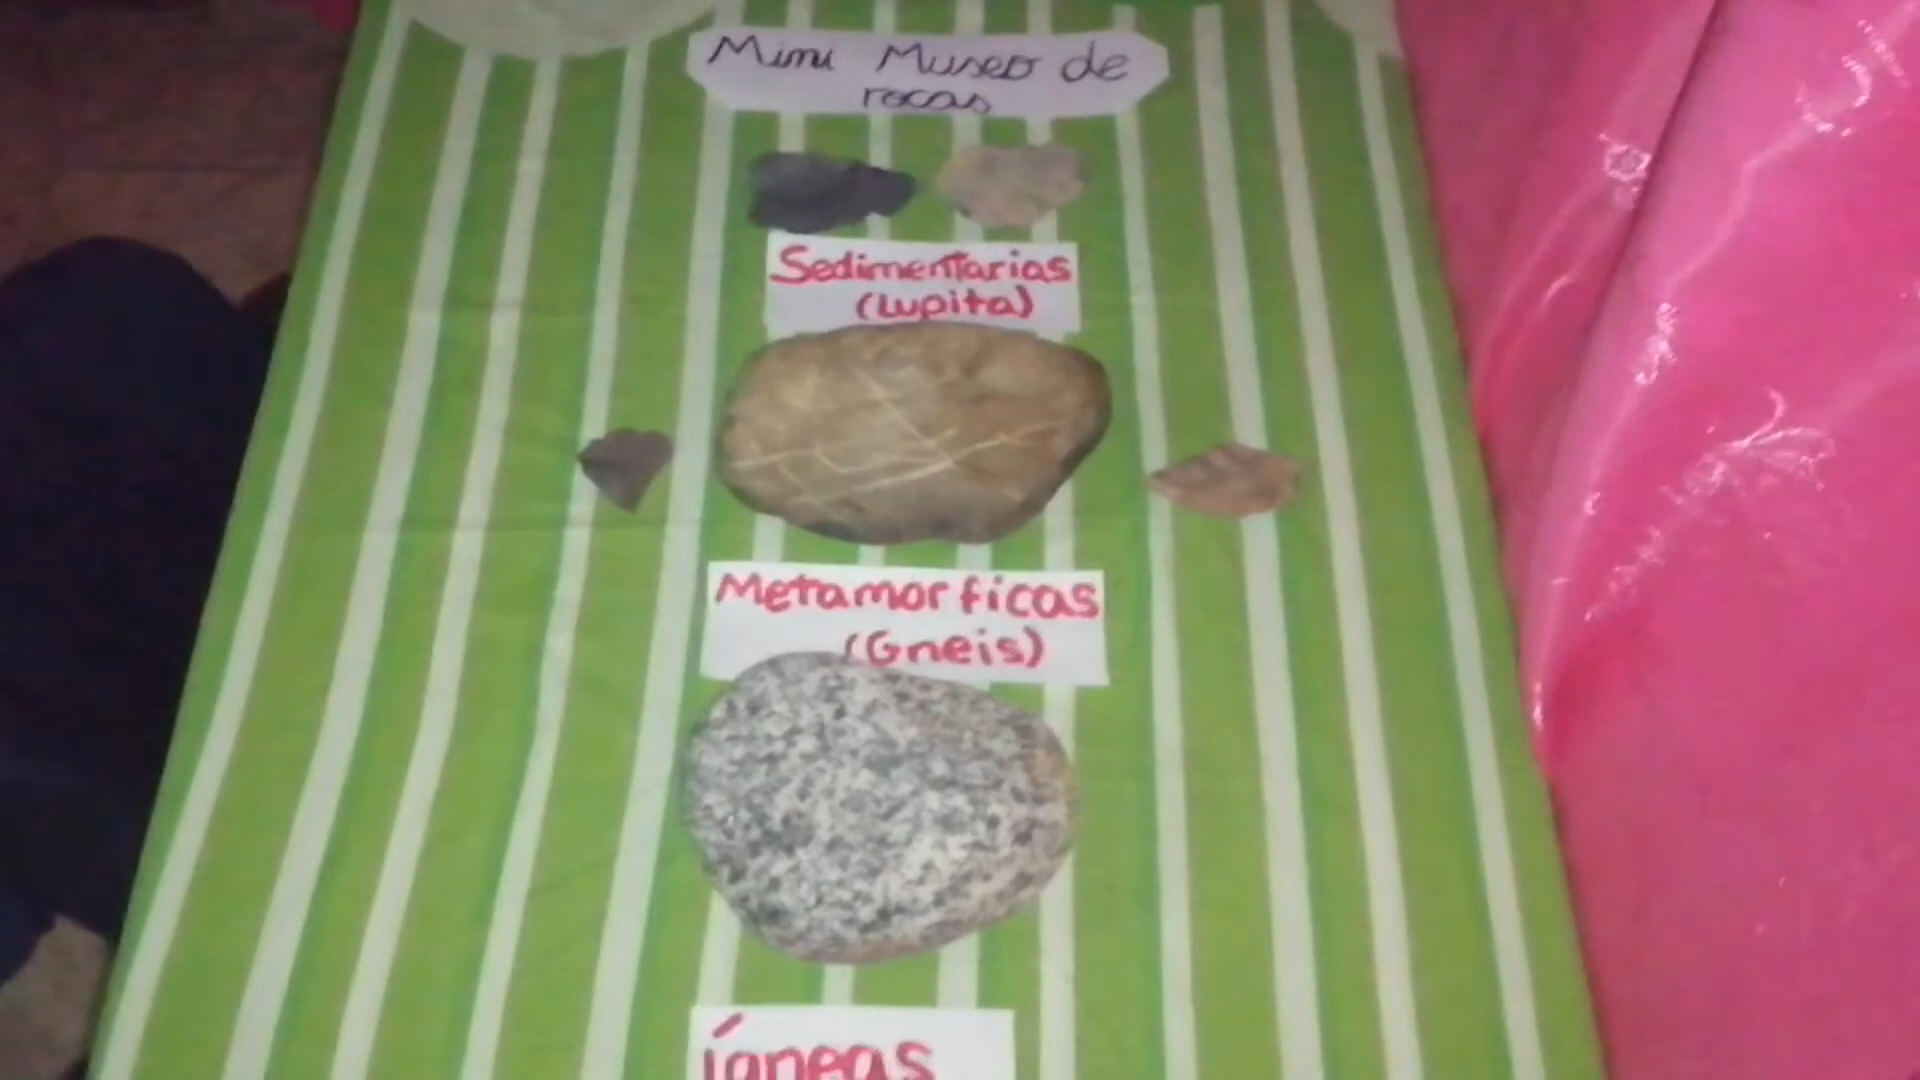 Mini Museo de
rocas
Sedimentarias
(Lupita)
Metamorficas
(Gneis)
ígneas